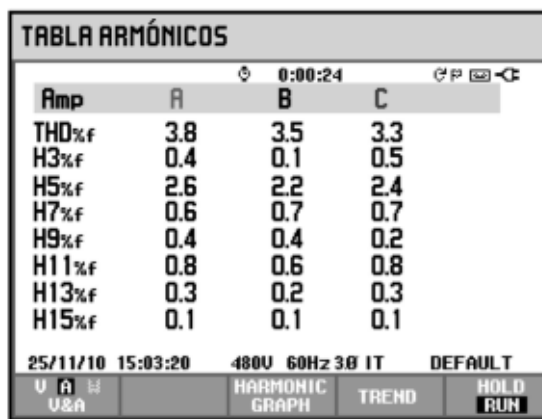 TABLA ARMÓNICOS
0:00:24
Amp A B C
THD%f 3.8 3.5 3.3
H3%f 0.4 0.1 0.5
H5%f 2.6 2.2 2.4
H7%f 0.6 0.7 0.7
H9%f 0.4 0.4 0.2
H11%f 0.8 0.6 0.8
H13%f 0.3 0.2 0.3
H15%f 0.1 0.1 0.1
25/11/10 15:03:20 480V 60Hz 3Ø IT DEFAULT
V A W HARMONIC TREND HOLD
V&A GRAPH RUN